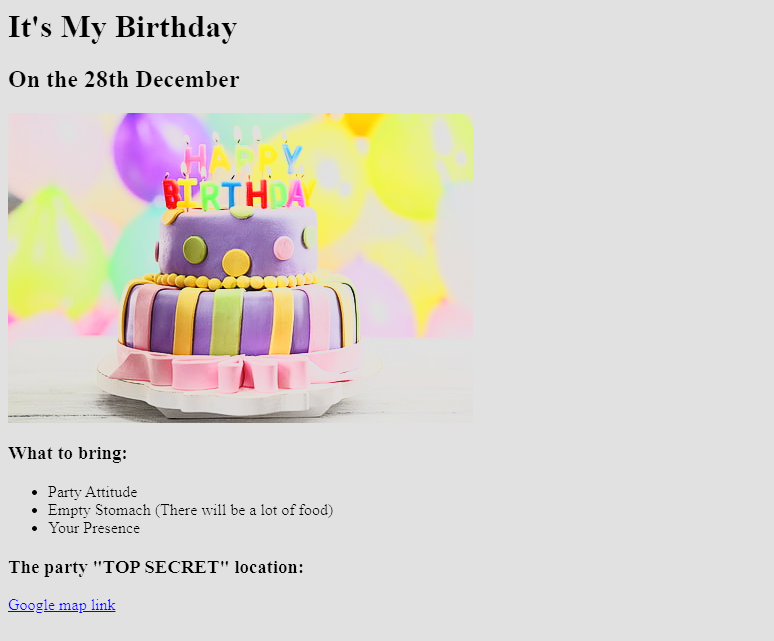 It's My Birthday
On the 28th December
HAPPY
BIRTHDAY
What to bring:
Party Attitude
Empty Stomach (There will be a lot of food)
Your Presence
The party "TOP SECRET" location:
Google map link